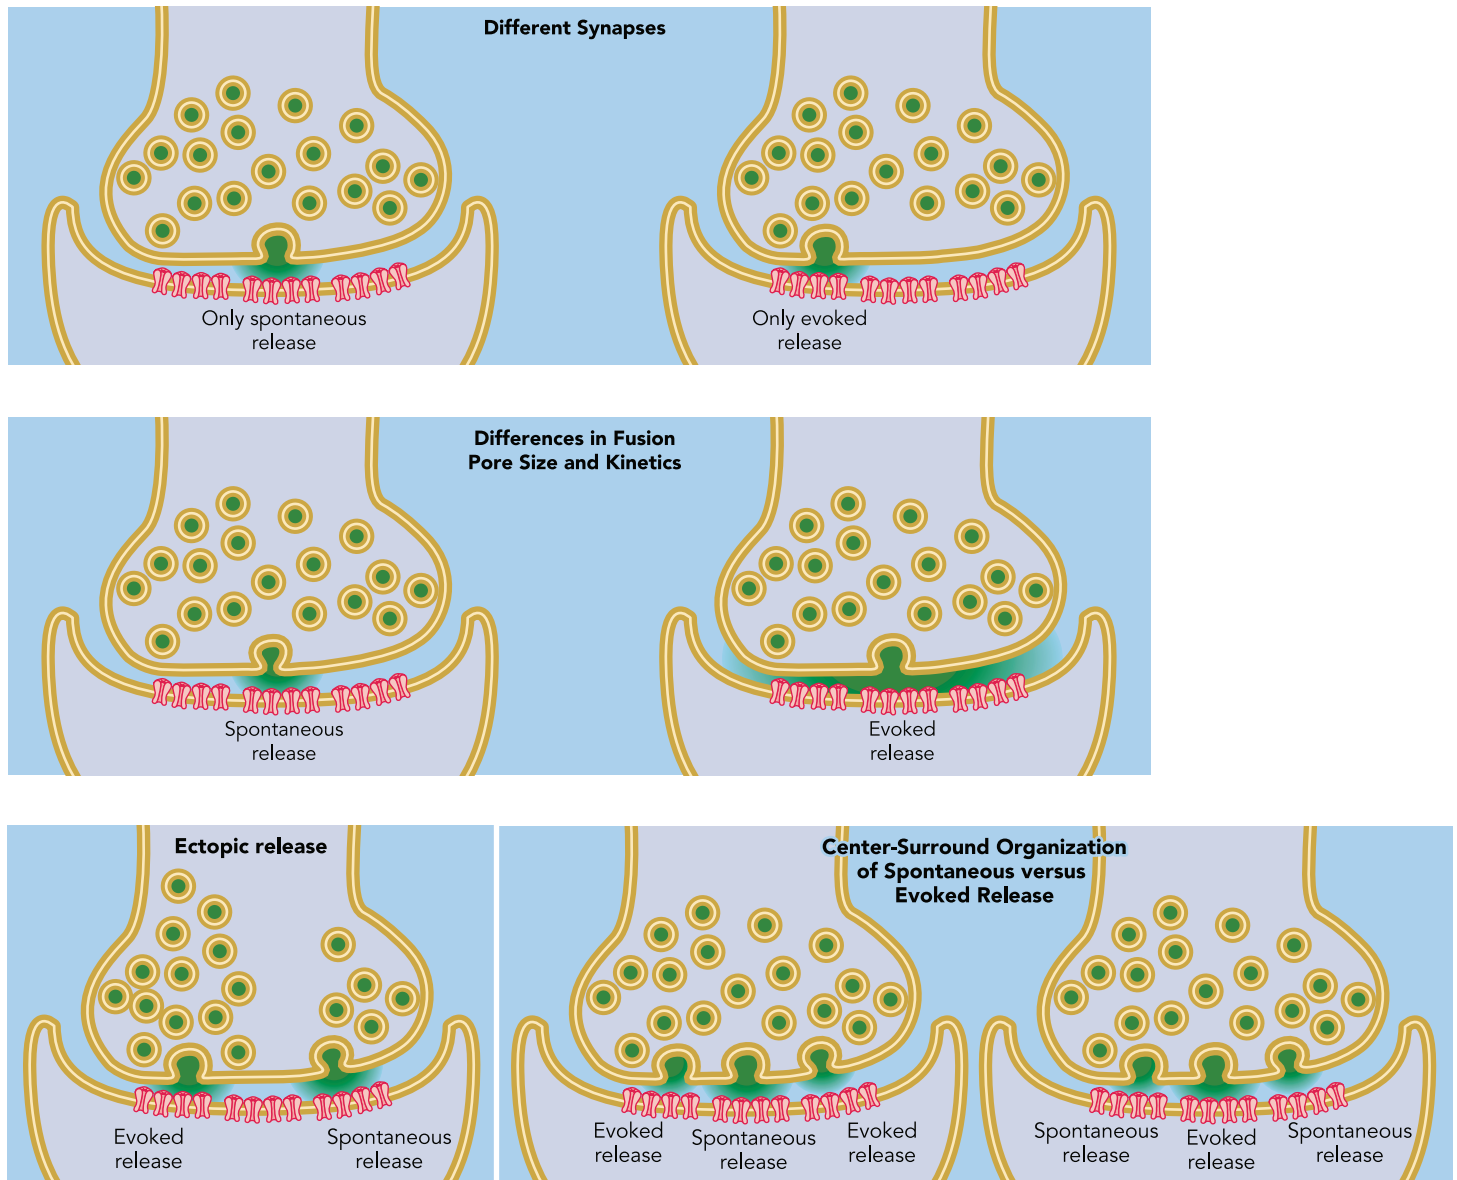 Different Synapses
Only spontaneous
release
Only evoked
release
Differences in Fusion
Pore Size and Kinetics
Spontaneous
release
Evoked
release
Ectopic release
Evoked
release
Spontaneous
release
Center-Surround Organization
of Spontaneous versus
Evoked Release
Evoked
release
Spontaneous
release
Evoked
release
Spontaneous
release
Evoked
release
Spontaneous
release